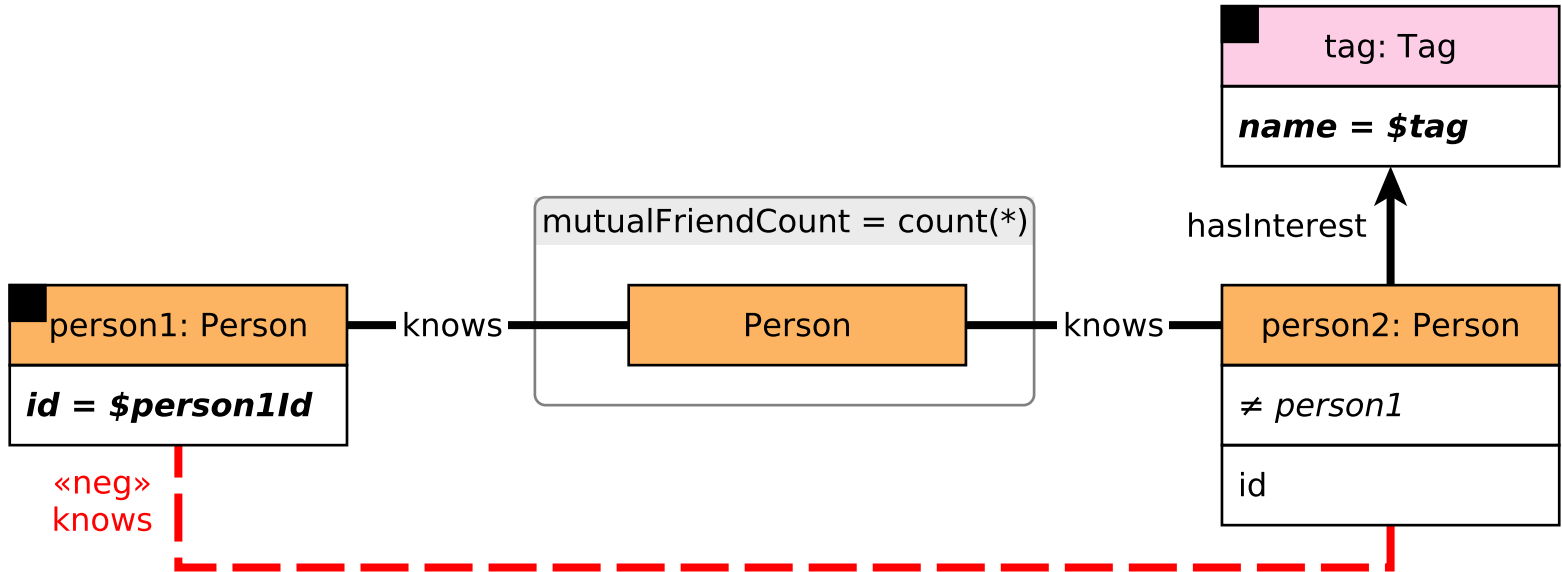 tag: Tag
name = $tag
hasInterest
mutualFriendCount = count(*)
person1: Person
knows
Person
knows
person2: Person
id = $person1Id
≠ person1
id
«neg»
knows